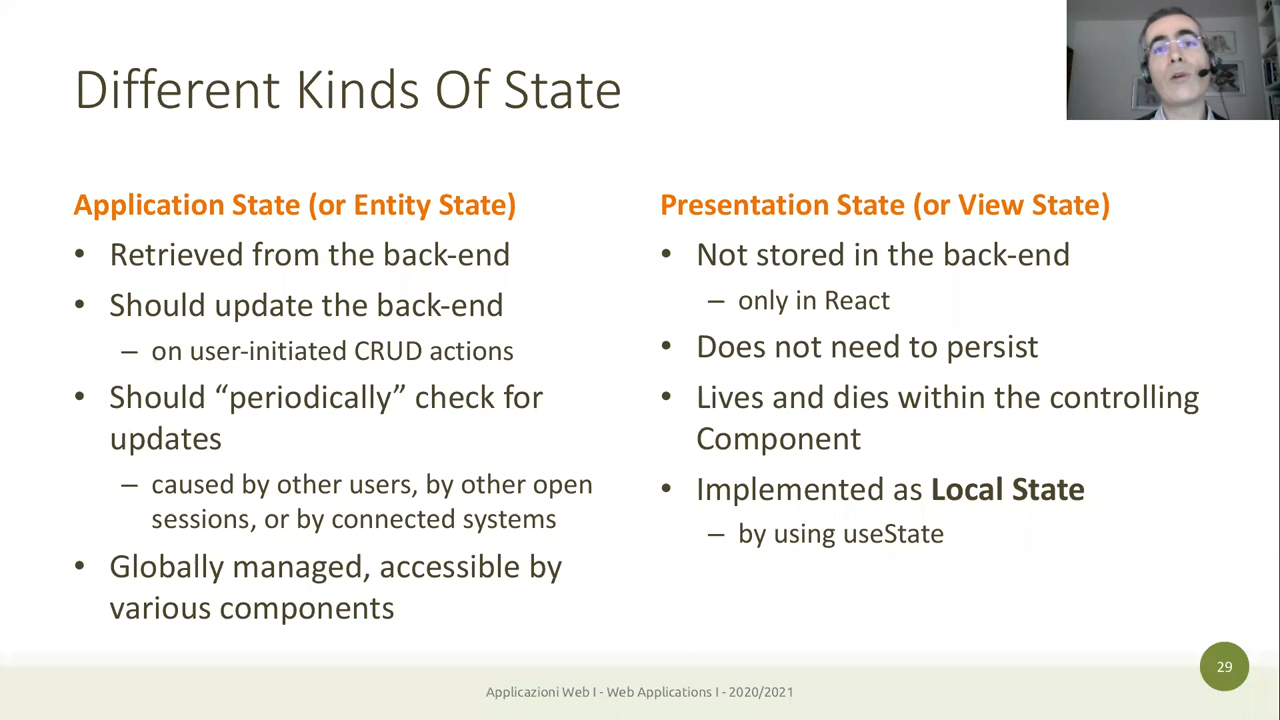 Different Kinds Of State
Application State (or Entity State)
• Retrieved from the back-end
• Should update the back-end
– on user-initiated CRUD actions
• Should “periodically” check for
updates
– caused by other users, by other open
sessions, or by connected systems
• Globally managed, accessible by
various components
Presentation State (or View State)
• Not stored in the back-end
– only in React
• Does not need to persist
• Lives and dies within the controlling
Component
• Implemented as Local State
– by using useState
29
Applicazioni Web I - Web Applications I - 2020/2021